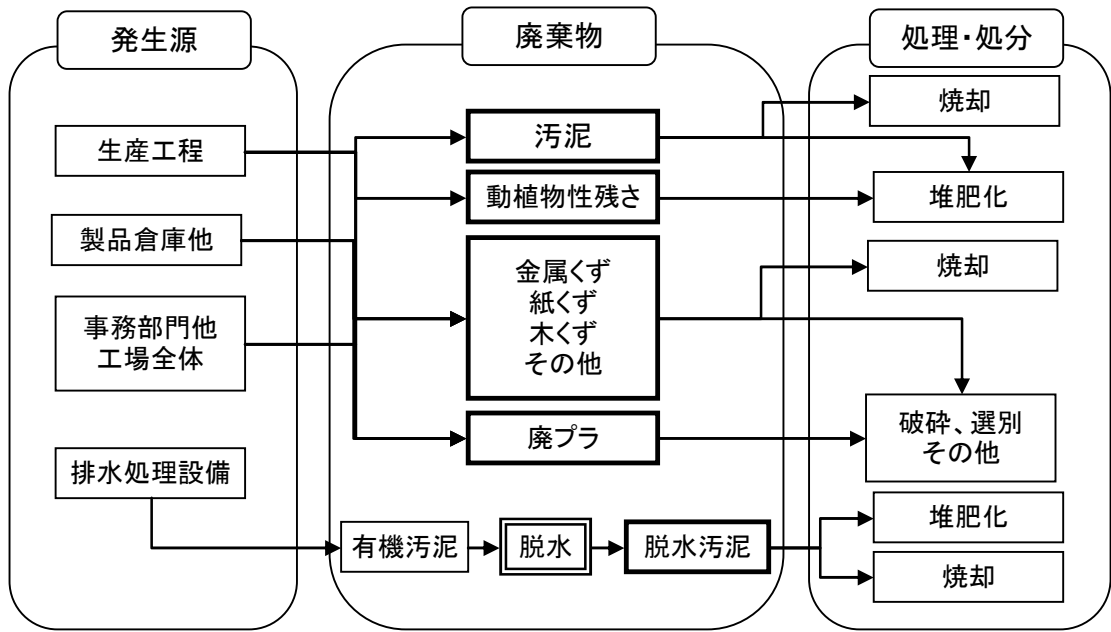 発生源
生産工程
製品倉庫他
事務部門他
工場全体
排水処理設備
廃棄物
汚泥
動植物性残さ
金属くず
紙くず
木くず
その他
廃プラ
有機汚泥
脱水
脱水汚泥
処理・処分
焼却
堆肥化
焼却
破砕、選別
その他
堆肥化
焼却